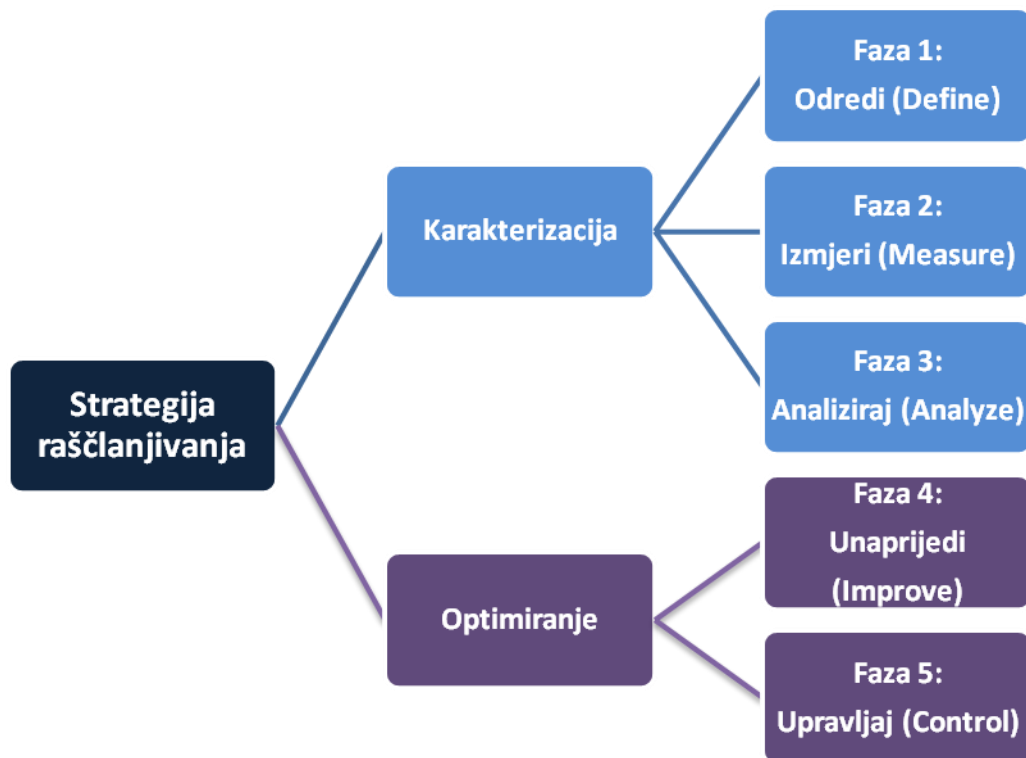 Faza 1:
Odredi (Define)
Karakterizacija
Faza 2:
Izmjeri (Measure)
Faza 3:
Analiziraj (Analyze)
Strategija
raščlanjivanja
Faza 4:
Unaprijedi
(Improve)
Optimiranje
Faza 5:
Upravljaj (Control)